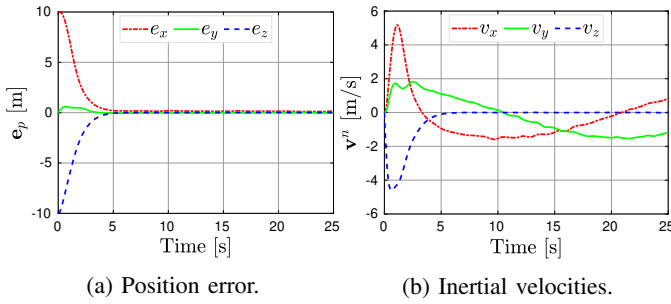 e_x e_y e_z
10
5
0
-5
-10
e_p [m]
0 5 10 15 20 25
Time [s]
(a) Position error.
v_x v_y v_z
6
4
2
0
-2
-4
-6
v^n [m/s]
0 5 10 15 20 25
Time [s]
(b) Inertial velocities.